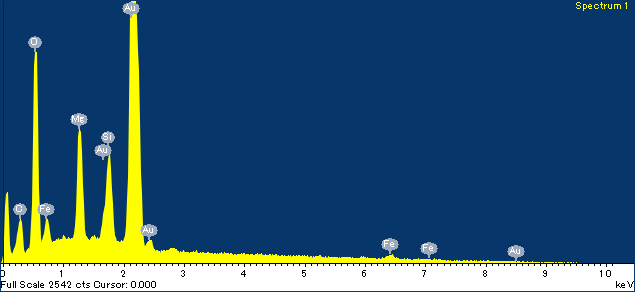 Spectrum 1
Au
O
Mg
Si
Au
C
Fe
Au
Fe
Fe
Au
0 1 2 3 4 5 6 7 8 9 10
Full Scale 2542 cts Cursor: 0.000 keV